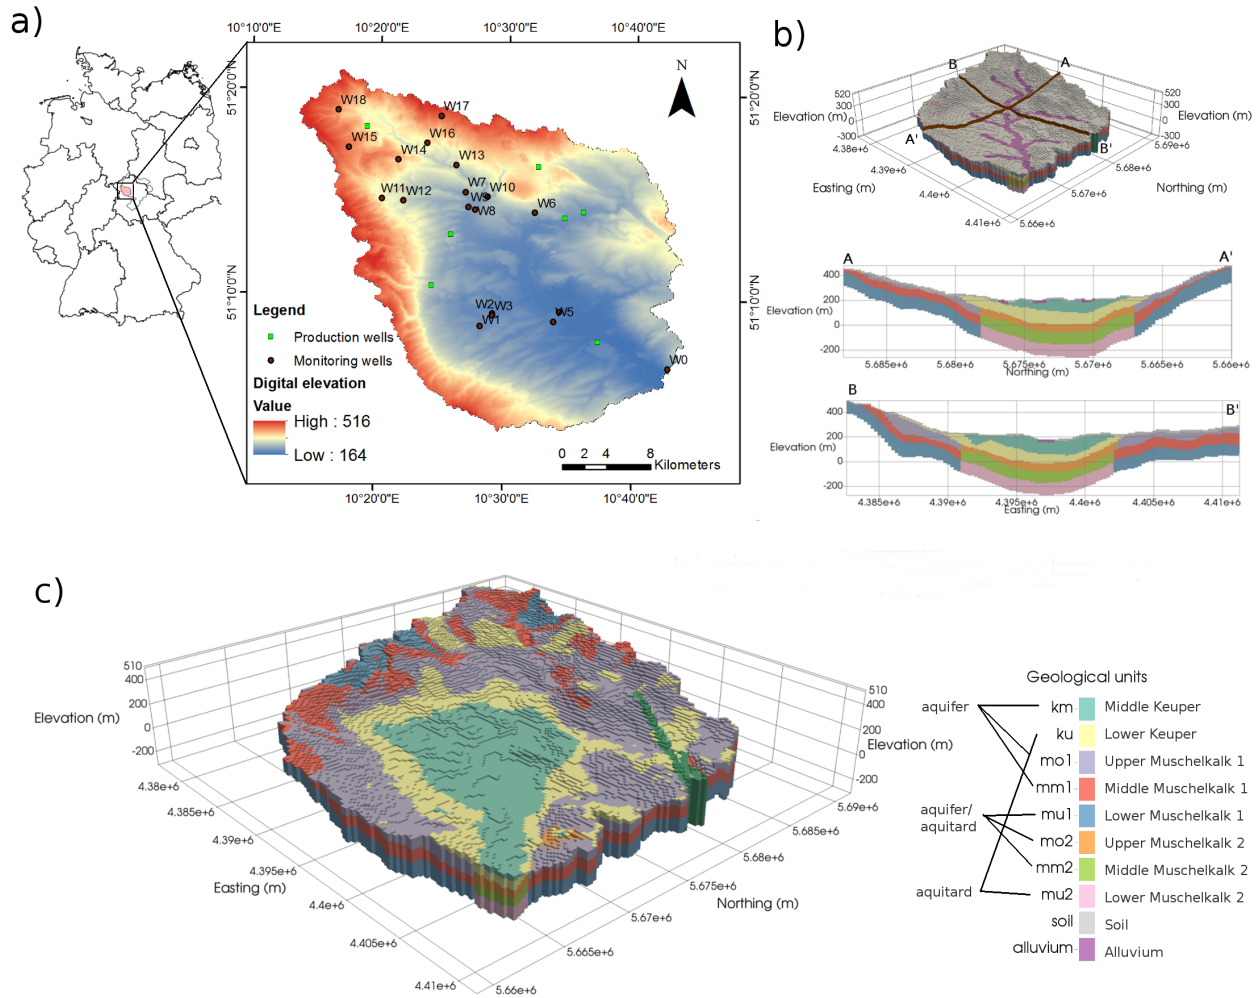 a)
10°10'0"E
10°20'0"E
10°30'0"E
10°40'0"E
51°20'0"N
51°20'0"N
N
W18
W17
W15
W16
W14
W13
W7
W10
W11
W12
W9
W8
W6
51°10'0"N
51°10'0"N
W2
W3
W1
W5
W0
Legend
Production wells
Monitoring wells
Digital elevation
Value
High : 516
Low : 164
0 2 4 8
Kilometers
10°20'0"E
10°30'0"E
10°40'0"E
b)
B
A
A'
B'
520
300
0
-300
Elevation (m)
520
300
0
-300
Elevation (m)
4.38e+6
4.39e+6
4.4e+6
4.41e+6
Easting (m)
5.69e+6
5.68e+6
5.67e+6
5.66e+6
Northing (m)
A
A'
400
200
0
-200
Elevation (m)
5.685e+6
5.68e+6
5.675e+6
5.67e+6
5.665e+6
5.66e+6
Northing (m)
B
B'
400
200
0
-200
Elevation (m)
4.385e+6
4.39e+6
4.395e+6
4.4e+6
4.405e+6
4.41e+6
Easting (m)
c)
510
400
200
0
-200
Elevation (m)
510
400
200
0
-200
Elevation (m)
4.38e+6
4.385e+6
4.39e+6
4.395e+6
4.4e+6
4.405e+6
4.41e+6
Easting (m)
5.69e+6
5.685e+6
5.68e+6
5.675e+6
5.67e+6
5.665e+6
5.66e+6
Northing (m)
Geological units
aquifer
aquifer/
aquitard
aquitard
km Middle Keuper
ku Lower Keuper
mo1 Upper Muschelkalk 1
mm1 Middle Muschelkalk 1
mu1 Lower Muschelkalk 1
mo2 Upper Muschelkalk 2
mm2 Middle Muschelkalk 2
mu2 Lower Muschelkalk 2
soil Soil
alluvium Alluvium